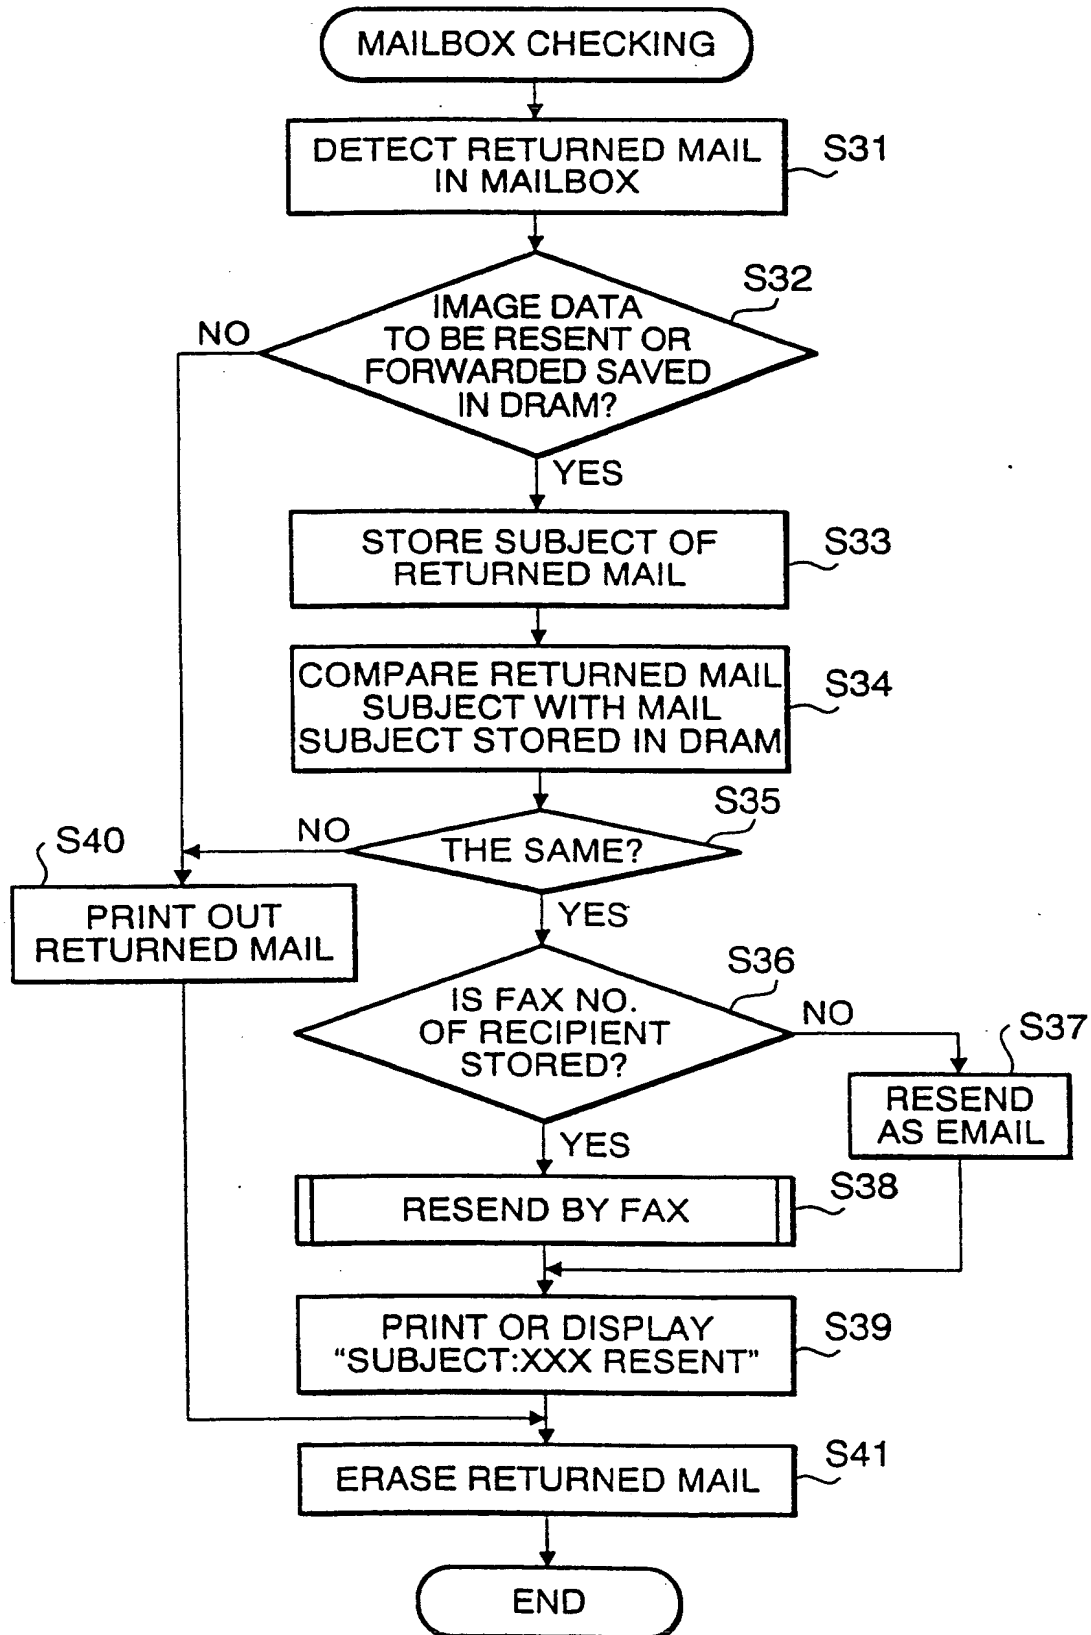 MAILBOX CHECKING
DETECT RETURNED MAIL
IN MAILBOX
S31
S32
IMAGE DATA
TO BE RESENT OR
FORWARDED SAVED
IN DRAM?
NO
YES
STORE SUBJECT OF
RETURNED MAIL
S33
COMPARE RETURNED MAIL
SUBJECT WITH MAIL
SUBJECT STORED IN DRAM
S34
S35
THE SAME?
NO
YES
S40
PRINT OUT
RETURNED MAIL
S36
IS FAX NO.
OF RECIPIENT
STORED?
NO
YES
S37
RESEND
AS EMAIL
RESEND BY FAX
S38
PRINT OR DISPLAY
“SUBJECT:XXX RESENT”
S39
ERASE RETURNED MAIL
S41
END